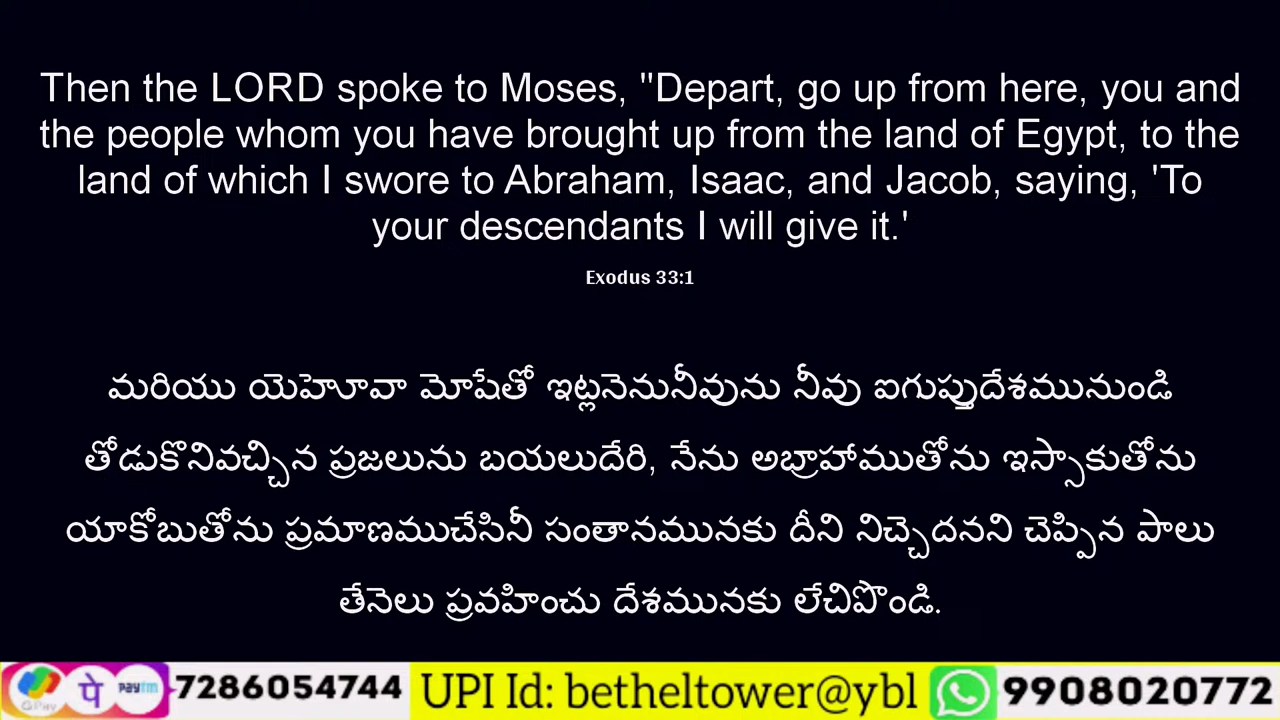 Then the LORD spoke to Moses, "Depart, go up from here, you and
the people whom you have brought up from the land of Egypt, to the
land of which I swore to Abraham, Isaac, and Jacob, saying, 'To
your descendants I will give it.'
Exodus 33:1
మరియు యెహెూవా మోషేతో ఇట్లనెనునీవును నీవు ఐగుప్తుదేశమునుండి
తోడుకొనివచ్చిన ప్రజలును బయలుదేరి, నేను అబ్రాహాముతోను ఇస్సాకుతోను
యాకోబుతోను ప్రమాణముచేసినీ సంతానమునకు దీని నిచ్చెదనని చెప్పిన పాలు
తేనెలు ప్రవహించు దేశమునకు లేచిపొండి.
G Pay पे paytm 7286054744 UPI Id: betheltower@ybl 9908020772